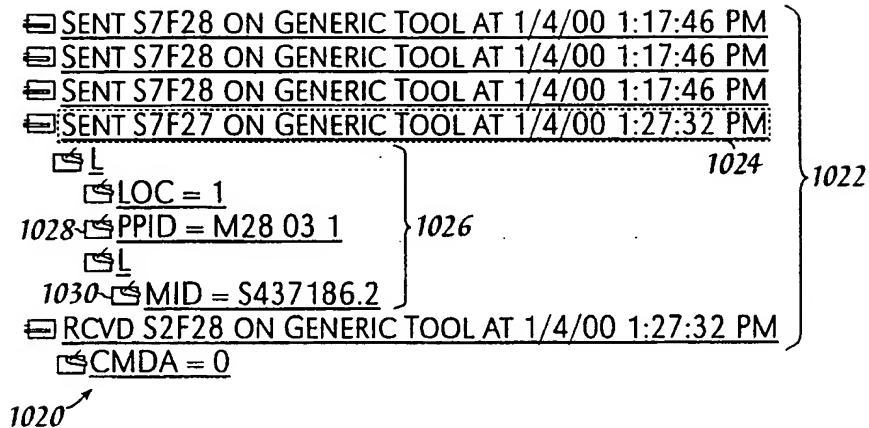 SENT S7F28 ON GENERIC TOOL AT 1/4/00 1:17:46 PM
SENT S7F28 ON GENERIC TOOL AT 1/4/00 1:17:46 PM
SENT S7F28 ON GENERIC TOOL AT 1/4/00 1:17:46 PM
SENT S7F27 ON GENERIC TOOL AT 1/4/00 1:27:32 PM
L 1024 1022
LOC = 1
1028 PPID = M28 03 1 1026
L
1030 MID = S437186.2
RCVD S2F28 ON GENERIC TOOL AT 1/4/00 1:27:32 PM
CMDA = 0
1020